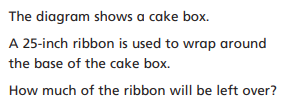 The diagram shows a cake box.
A 25-inch ribbon is used to wrap around
the base of the cake box.
How much of the ribbon will be left over?